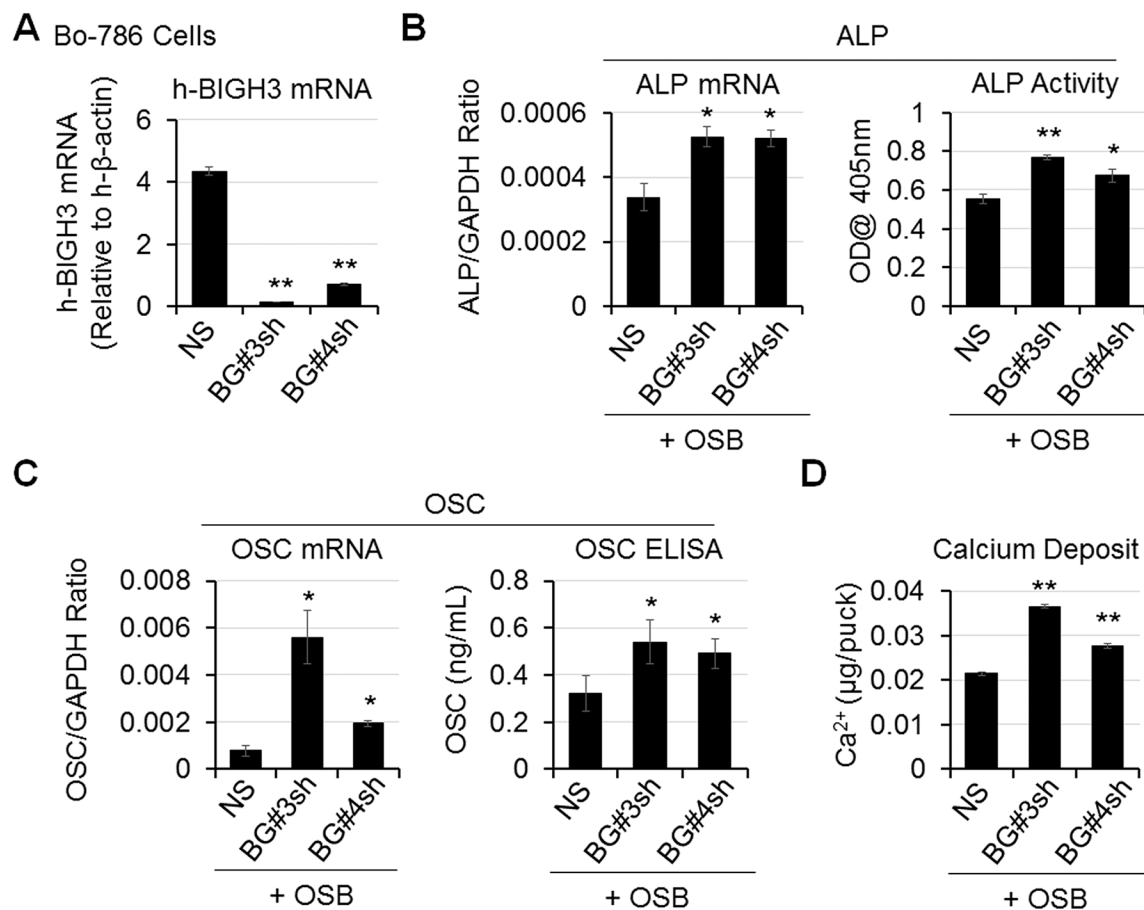 A Bo-786 Cells
h-BIGH3 mRNA
h-BIGH3 mRNA
(Relative to h-β-actin)
6
4
2
0
**
**
NS
BG#3sh
BG#4sh
B
ALP
ALP mRNA
ALP/GAPDH Ratio
0.0006
0.0004
0.0002
0
*
*
NS
BG#3sh
BG#4sh
+ OSB
ALP Activity
OD@ 405nm
1
0.8
0.6
0.4
0.2
0
**
*
NS
BG#3sh
BG#4sh
+ OSB
C
OSC
OSC mRNA
OSC/GAPDH Ratio
0.008
0.006
0.004
0.002
0
*
*
NS
BG#3sh
BG#4sh
+ OSB
OSC ELISA
OSC (ng/mL)
0.8
0.6
0.4
0.2
0
*
*
NS
BG#3sh
BG#4sh
+ OSB
D
Calcium Deposit
Ca²⁺ (µg/puck)
0.04
0.03
0.02
0.01
0
**
**
NS
BG#3sh
BG#4sh
+ OSB